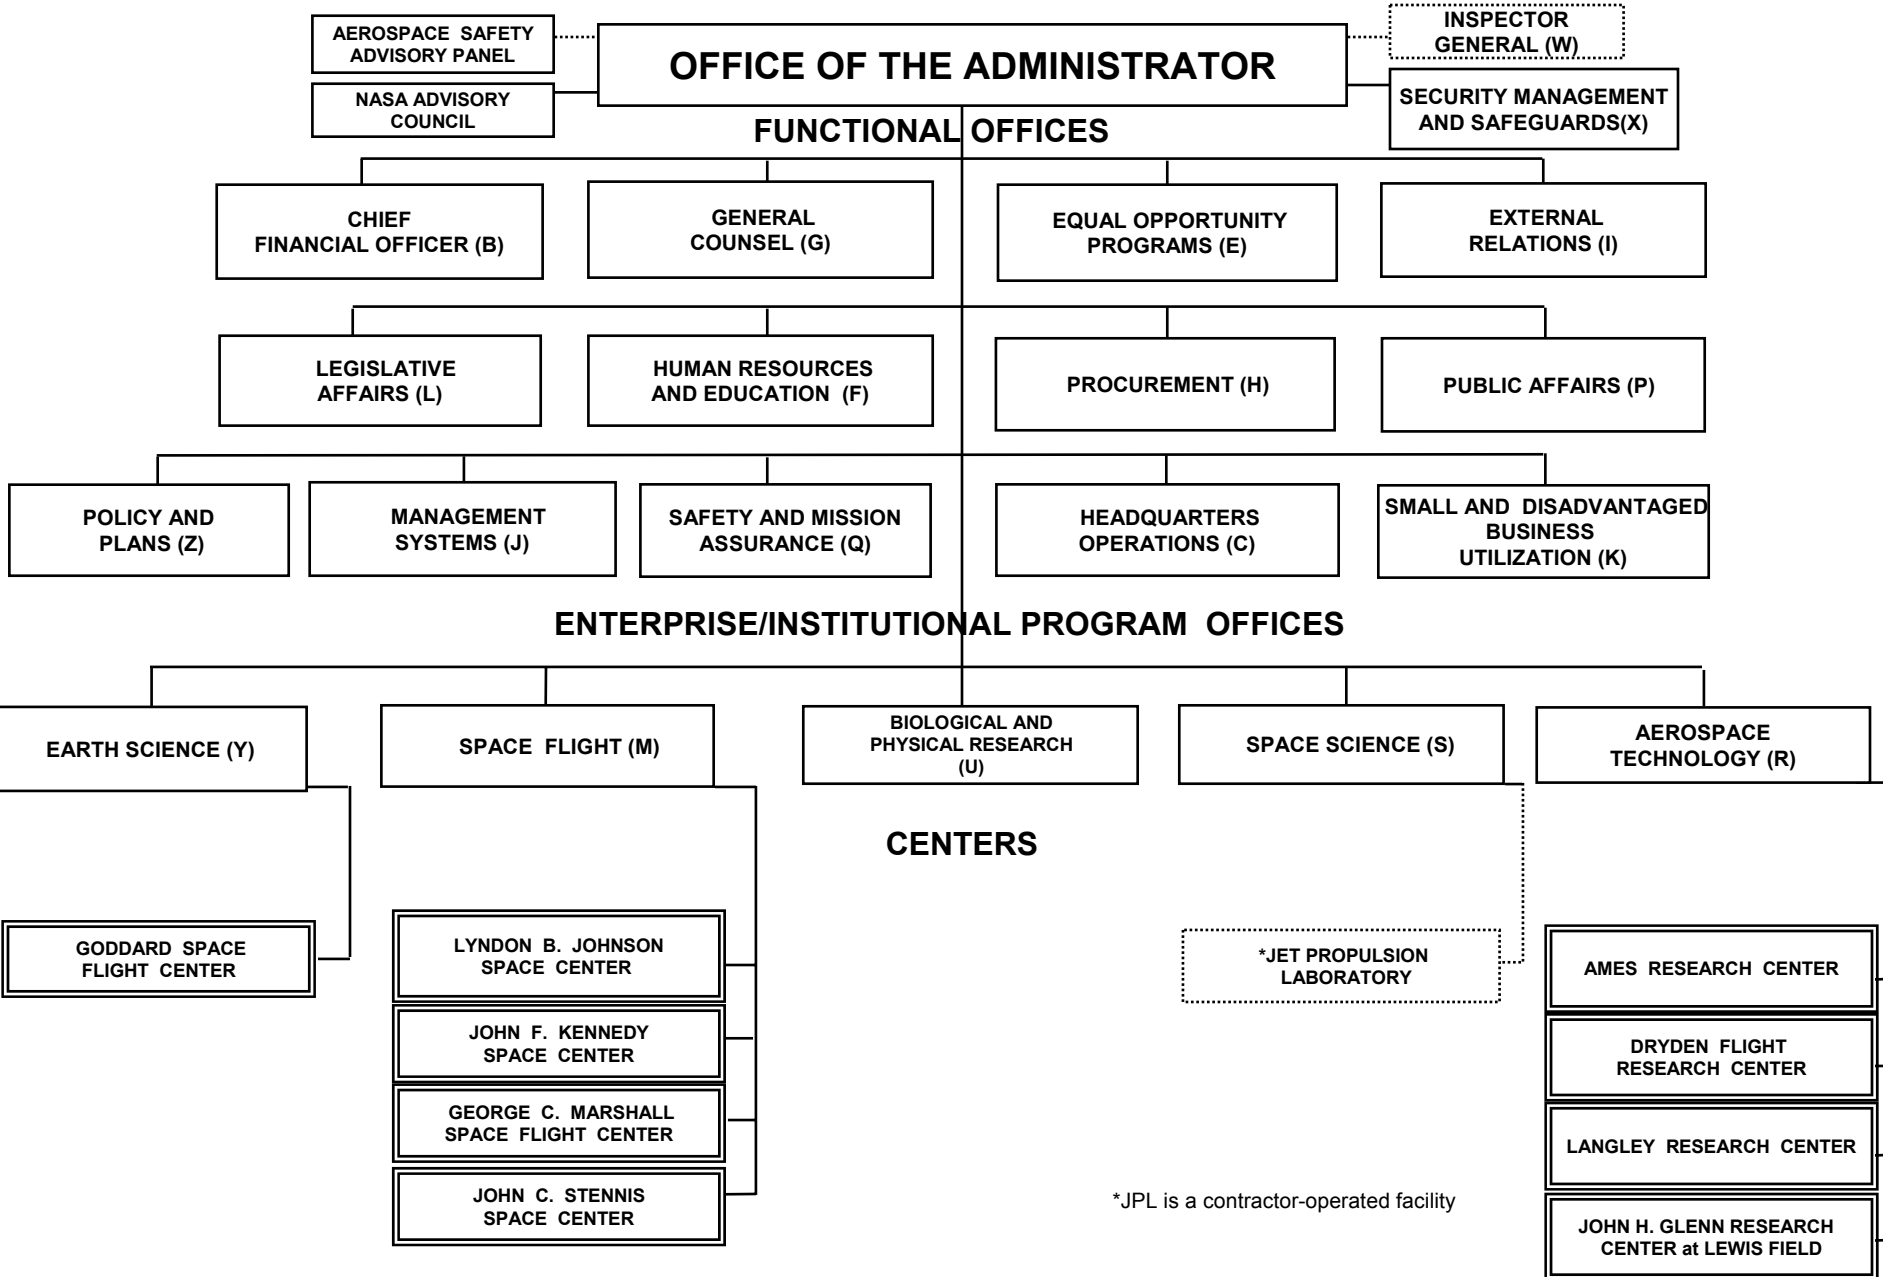 AEROSPACE SAFETY
ADVISORY PANEL
OFFICE OF THE ADMINISTRATOR
INSPECTOR
GENERAL (W)
NASA ADVISORY
COUNCIL
SECURITY MANAGEMENT
AND SAFEGUARDS(X)
FUNCTIONAL OFFICES
CHIEF
FINANCIAL OFFICER (B)
GENERAL
COUNSEL (G)
EQUAL OPPORTUNITY
PROGRAMS (E)
EXTERNAL
RELATIONS (I)
LEGISLATIVE
AFFAIRS (L)
HUMAN RESOURCES
AND EDUCATION (F)
PROCUREMENT (H)
PUBLIC AFFAIRS (P)
POLICY AND
PLANS (Z)
MANAGEMENT
SYSTEMS (J)
SAFETY AND MISSION
ASSURANCE (Q)
HEADQUARTERS
OPERATIONS (C)
SMALL AND DISADVANTAGED
BUSINESS
UTILIZATION (K)
ENTERPRISE/INSTITUTIONAL PROGRAM OFFICES
EARTH SCIENCE (Y)
SPACE FLIGHT (M)
BIOLOGICAL AND
PHYSICAL RESEARCH
(U)
SPACE SCIENCE (S)
AEROSPACE
TECHNOLOGY (R)
CENTERS
GODDARD SPACE
FLIGHT CENTER
LYNDON B. JOHNSON
SPACE CENTER
JOHN F. KENNEDY
SPACE CENTER
GEORGE C. MARSHALL
SPACE FLIGHT CENTER
JOHN C. STENNIS
SPACE CENTER
*JET PROPULSION
LABORATORY
AMES RESEARCH CENTER
DRYDEN FLIGHT
RESEARCH CENTER
LANGLEY RESEARCH CENTER
JOHN H. GLENN RESEARCH
CENTER at LEWIS FIELD
*JPL is a contractor-operated facility